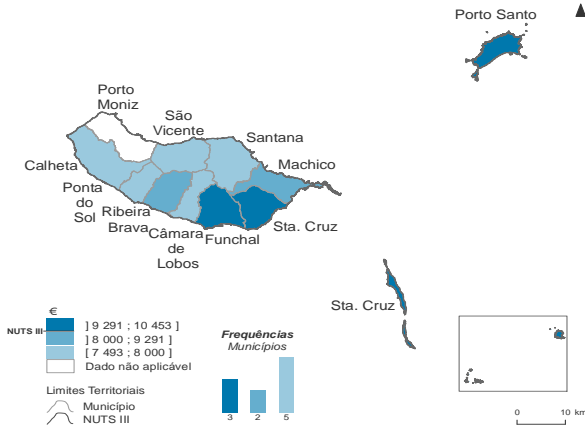 Porto Santo
Porto
Moniz
São
Vicente
Santana
Machico
Calheta
Ponta
do
Sol
Ribeira
Brava
Câmara
de
Lobos
Funchal
Sta. Cruz
Sta. Cruz
€
NUTS III
] 9 291 ; 10 453 ]
] 8 000 ; 9 291 ]
[ 7 493 ; 8 000 ]
Dado não aplicável
Limites Territoriais
Município
NUTS III
Frequências
Municípios
3 2 5
0 10 km